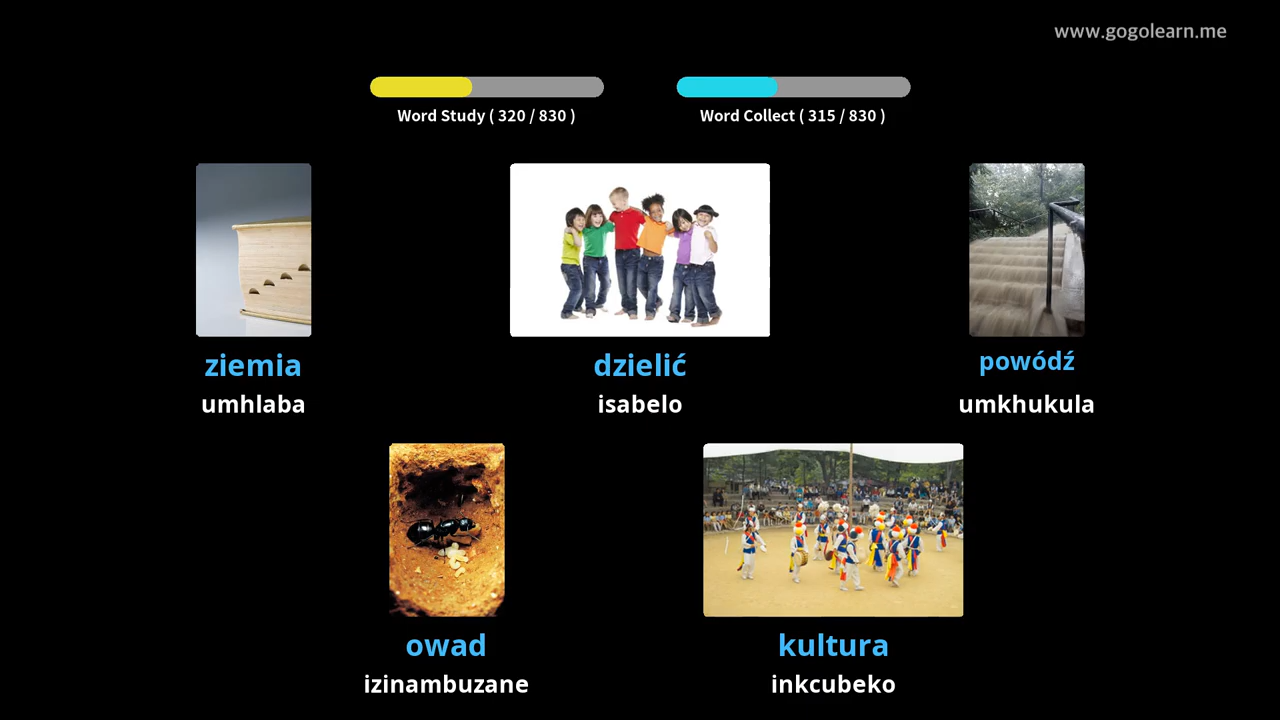 www.gogolearn.me
Word Study ( 320 / 830 )
Word Collect ( 315 / 830 )
ziemia
umhlaba
dzielić
isabelo
powódź
umkhukula
owad
izinambuzane
kultura
inkcubeko